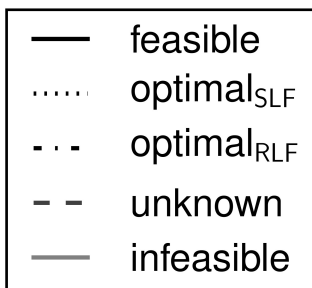 feasible
optimalSLF
optimalRLF
unknown
infeasible